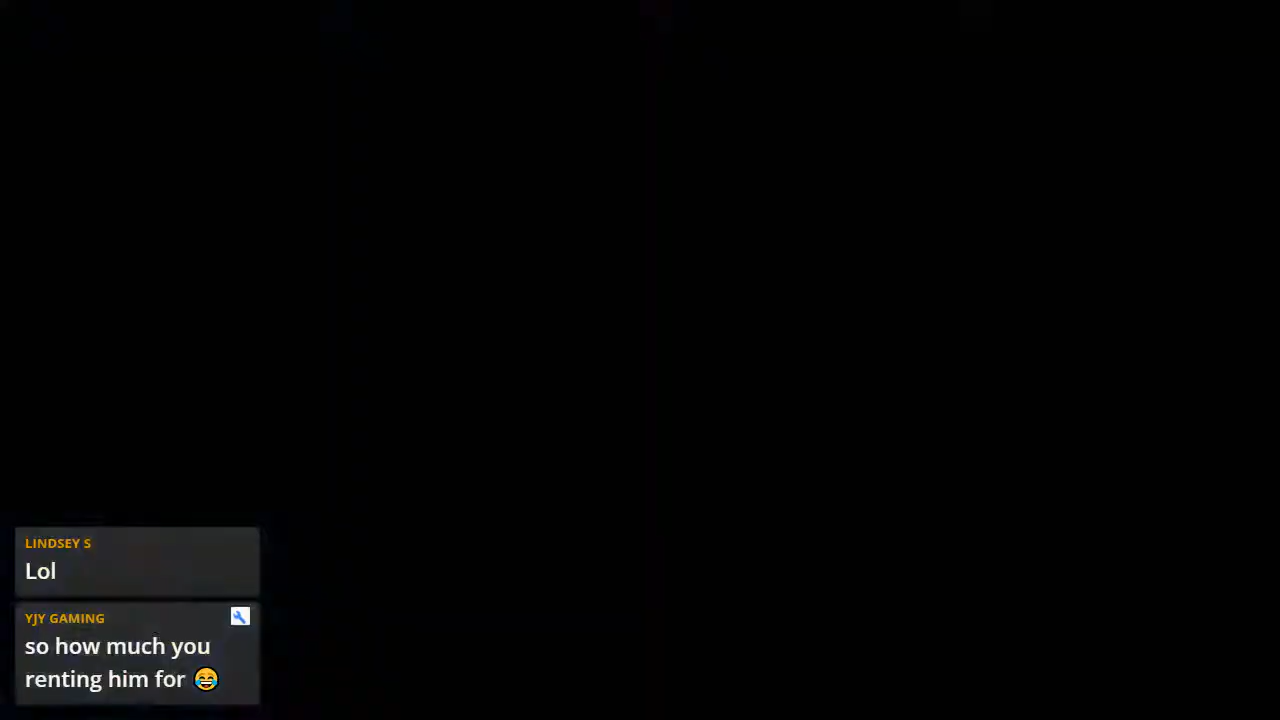 LINDSEY S
Lol
YJY GAMING
so how much you
renting him for 😂